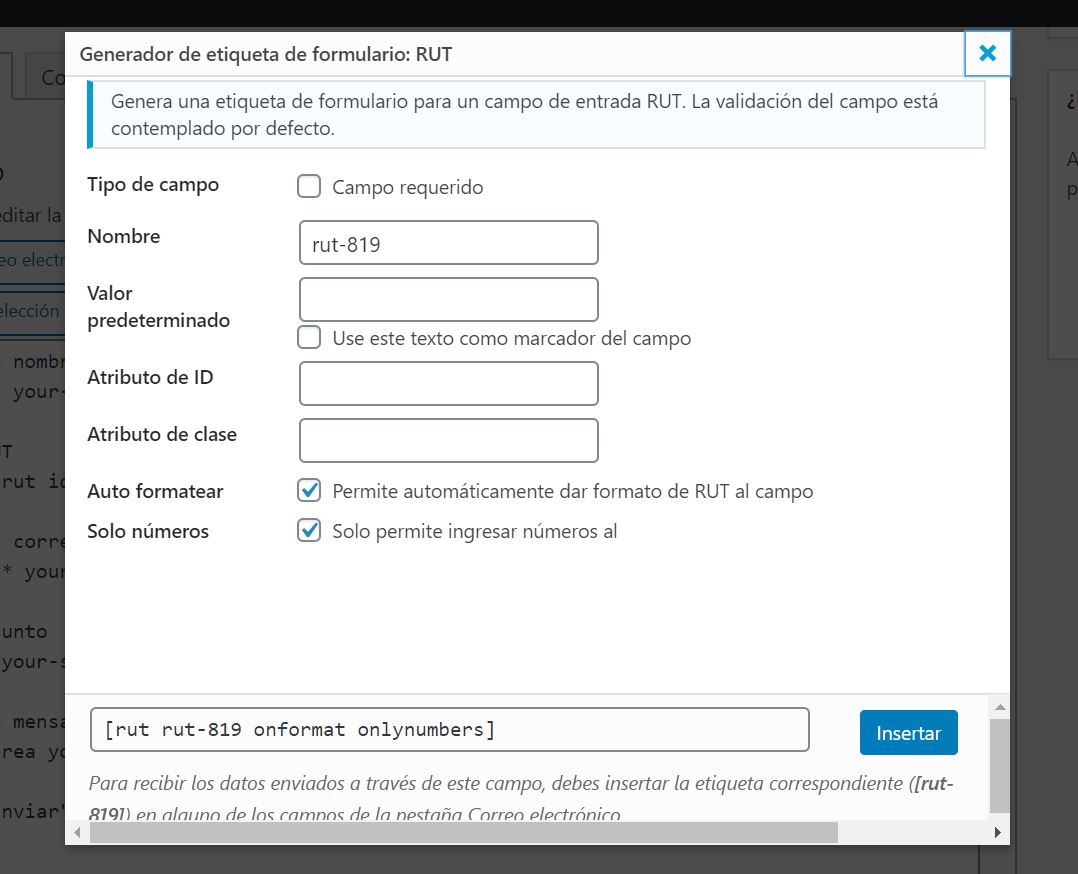 Generador de etiqueta de formulario: RUT
Genera una etiqueta de formulario para un campo de entrada RUT. La validación del campo está
contemplado por defecto.
Tipo de campo
Campo requerido
Nombre
rut-819
Valor
predeterminado
Use este texto como marcador del campo
Atributo de ID
Atributo de clase
Auto formatear
Permite automáticamente dar formato de RUT al campo
Solo números
Solo permite ingresar números al
[rut rut-819 onformat onlynumbers]
Insertar
Para recibir los datos enviados a través de este campo, debes insertar la etiqueta correspondiente ([rut-
819]) en alguno de los campos de la pestaña Correo electrónico
Co
editar la
eo electr
elección
nombr
your-
UT
rut id
corre
* your
unto
your-s
mensa
rea yo
nviar"
¿
A
p